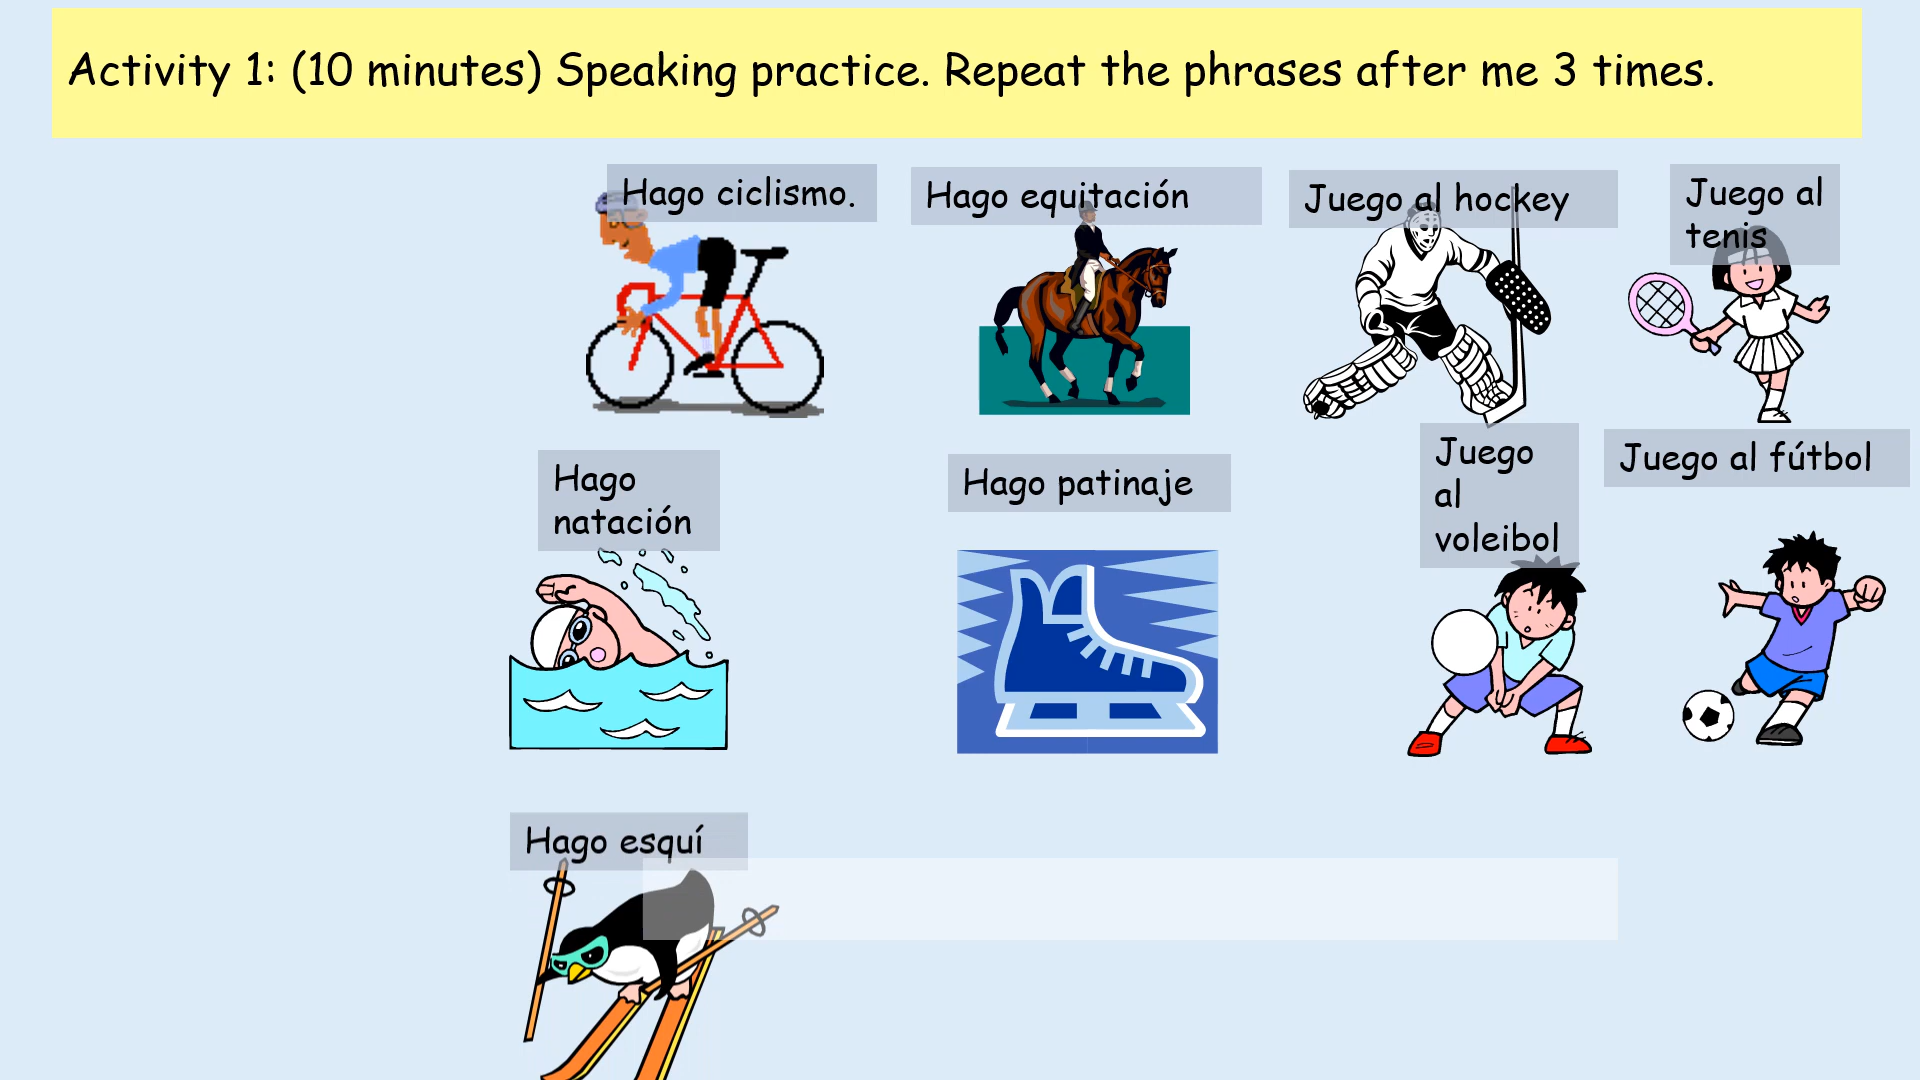 Activity 1: (10 minutes) Speaking practice. Repeat the phrases after me 3 times.
Hago ciclismo.
Hago equitación
Juego al hockey
Juego al
tenis
Hago
natación
Hago patinaje
Juego
al
voleibol
Juego al fútbol
Hago esquí